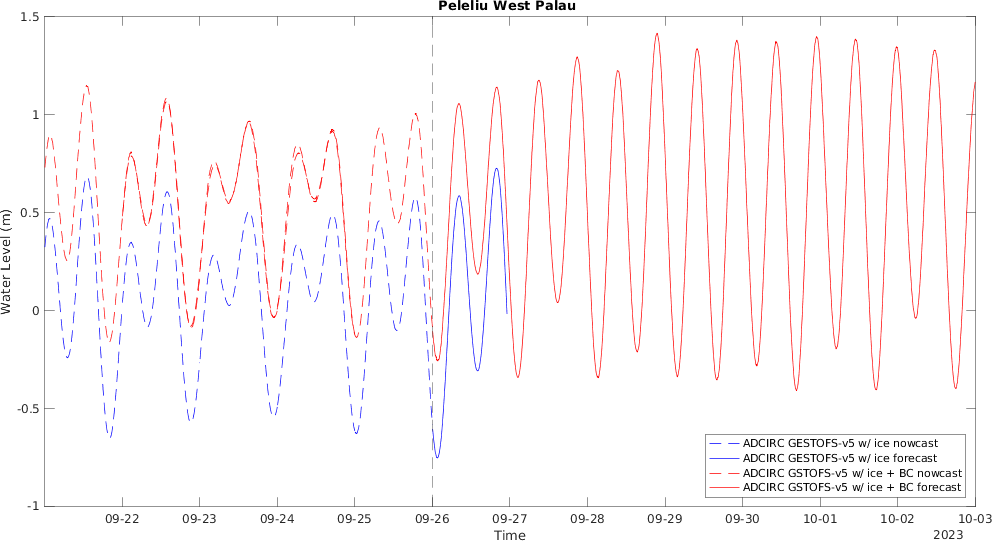 Peleliu West Palau
1.5
1
0.5
0
-0.5
-1
Water Level (m)
ADCIRC GESTOFS-v5 w/ ice nowcast
ADCIRC GESTOFS-v5 w/ ice forecast
ADCIRC GSTOFS-v5 w/ ice + BC nowcast
ADCIRC GSTOFS-v5 w/ ice + BC forecast
09-22 09-23 09-24 09-25 09-26 09-27 09-28 09-29 09-30 10-01 10-02 10-03
Time
2023